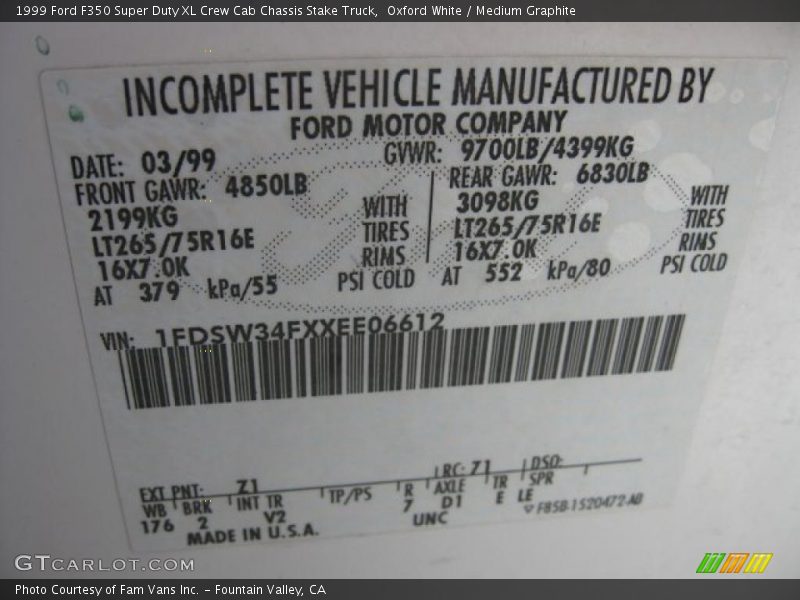 1999 Ford F350 Super Duty XL Crew Cab Chassis Stake Truck,  Oxford White / Medium Graphite
INCOMPLETE VEHICLE MANUFACTURED BY
FORD MOTOR COMPANY
DATE: 03/99 GVWR: 9700LB/4399KG
FRONT GAWR: 4850LB REAR GAWR: 6830LB
2199KG WITH 3098KG WITH
LT265/75R16E TIRES LT265/75R16E TIRES
16X7.0K RIMS 16X7.0K RIMS
AT 379 kPa/55 PSI COLD AT 552 kPa/80 PSI COLD
VIN: 1FDSW34FXXEE06612
EXT PNT: Z1 RC: 71 DSO:
WB BRK INT TR TP/PS R AXLE TR SPR
176 2 V2 7 D1 E LE
MADE IN U.S.A. UNC ▽ F85B-1520472-AB
GTCARLOT.COM
Photo Courtesy of Fam Vans Inc. – Fountain Valley, CA